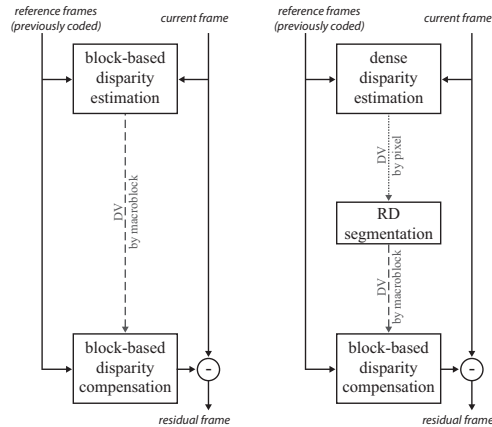 reference frames
(previously coded)
current frame
block-based
disparity
estimation
DV
by macroblock
block-based
disparity
compensation
-
residual frame
reference frames
(previously coded)
current frame
dense
disparity
estimation
DV
by pixel
RD
segmentation
DV
by macroblock
block-based
disparity
compensation
-
residual frame